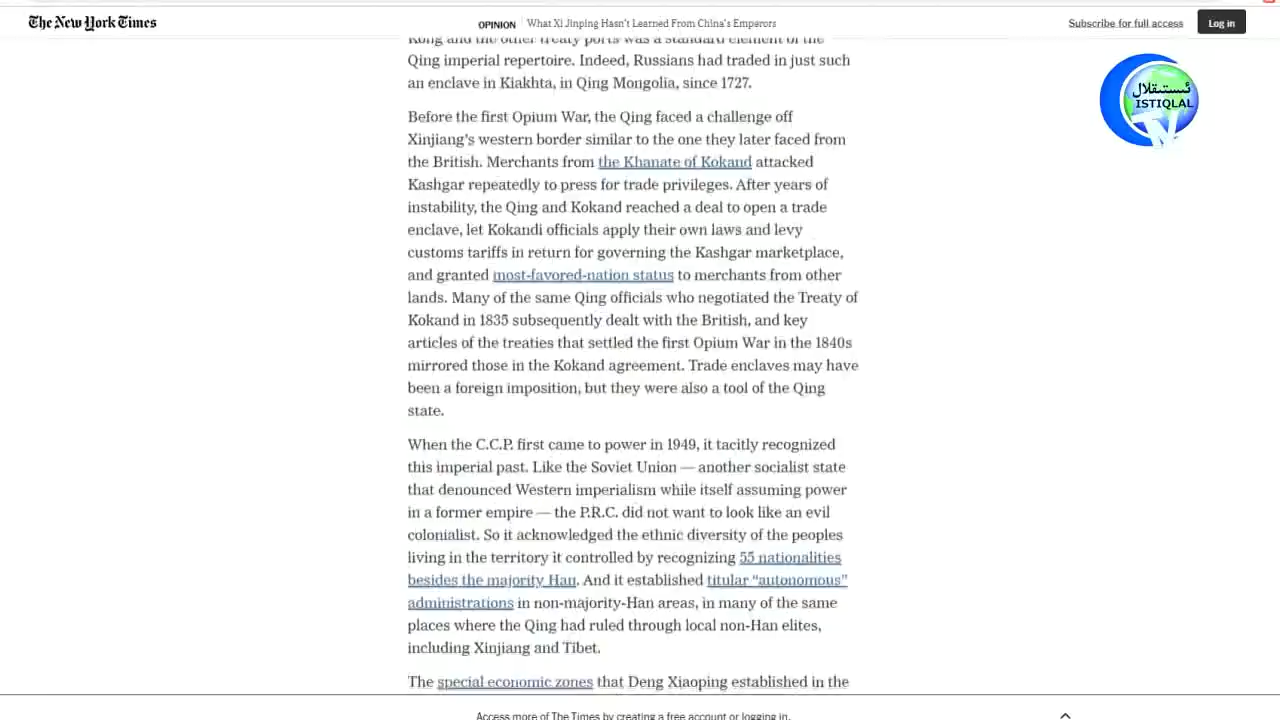 The New York Times
OPINION What Xi Jinping Hasn't Learned From China's Emperors
Subscribe for full access
Log in
Kong and the other treaty ports was a standard element of the
Qing imperial repertoire. Indeed, Russians had traded in just such
an enclave in Kiakhta, in Qing Mongolia, since 1727.
Before the first Opium War, the Qing faced a challenge off
Xinjiang's western border similar to the one they later faced from
the British. Merchants from the Khanate of Kokand attacked
Kashgar repeatedly to press for trade privileges. After years of
instability, the Qing and Kokand reached a deal to open a trade
enclave, let Kokandi officials apply their own laws and levy
customs tariffs in return for governing the Kashgar marketplace,
and granted most-favored-nation status to merchants from other
lands. Many of the same Qing officials who negotiated the Treaty of
Kokand in 1835 subsequently dealt with the British, and key
articles of the treaties that settled the first Opium War in the 1840s
mirrored those in the Kokand agreement. Trade enclaves may have
been a foreign imposition, but they were also a tool of the Qing
state.
When the C.C.P. first came to power in 1949, it tacitly recognized
this imperial past. Like the Soviet Union — another socialist state
that denounced Western imperialism while itself assuming power
in a former empire — the P.R.C. did not want to look like an evil
colonialist. So it acknowledged the ethnic diversity of the peoples
living in the territory it controlled by recognizing 55 nationalities
besides the majority Han. And it established titular "autonomous"
administrations in non-majority-Han areas, in many of the same
places where the Qing had ruled through local non-Han elites,
including Xinjiang and Tibet.
The special economic zones that Deng Xiaoping established in the
Access more of The Times by creating a free account or logging in.
ئىستىقلال
ISTIQLAL
TV